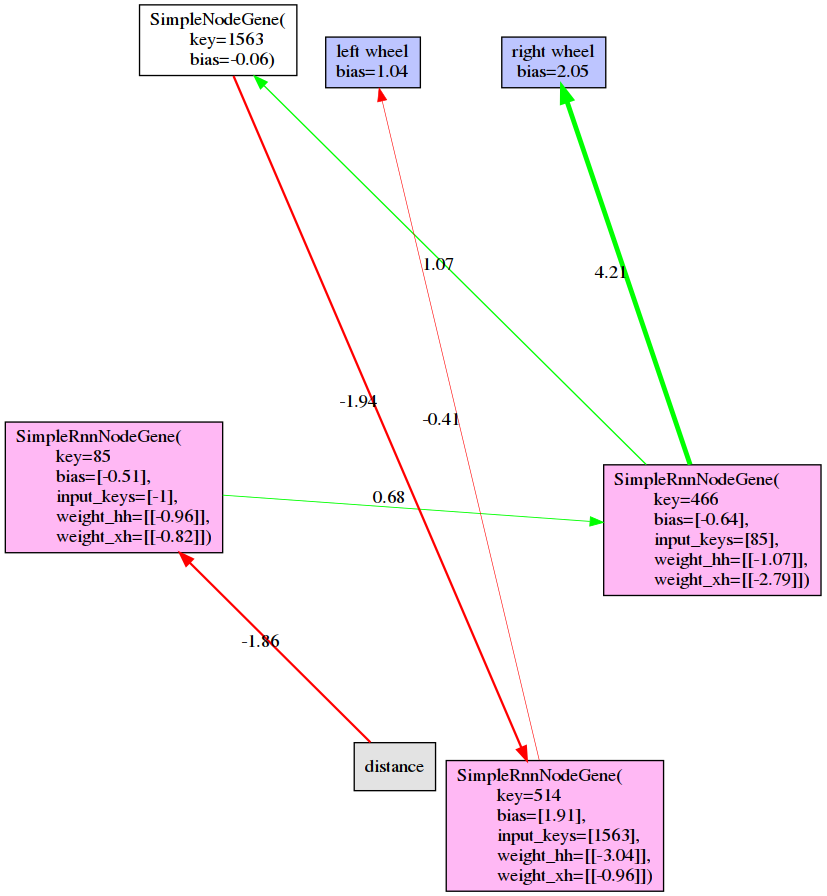 SimpleNodeGene(
key=1563
bias=-0.06)
left wheel
bias=1.04
right wheel
bias=2.05
1.07
4.21
-1.94
-0.41
SimpleRnnNodeGene(
key=85
bias=[-0.51],
input_keys=[-1],
weight_hh=[[-0.96]],
weight_xh=[[-0.82]])
0.68
SimpleRnnNodeGene(
key=466
bias=[-0.64],
input_keys=[85],
weight_hh=[[-1.07]],
weight_xh=[[-2.79]])
-1.86
distance
SimpleRnnNodeGene(
key=514
bias=[1.91],
input_keys=[1563],
weight_hh=[[-3.04]],
weight_xh=[[-0.96]])